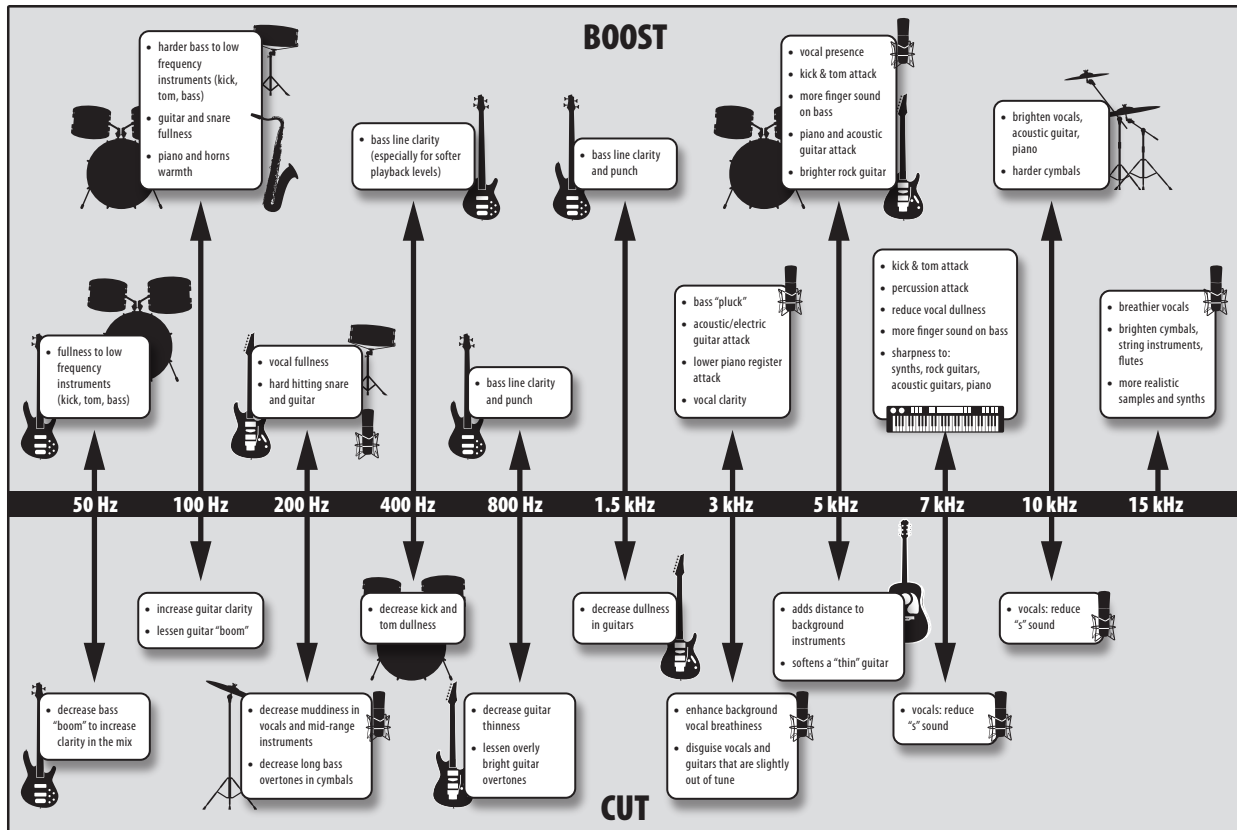 BOOST
• harder bass to low
frequency
instruments (kick,
tom, bass)
• guitar and snare
fullness
• piano and horns
warmth
• bass line clarity
(especially for softer
playback levels)
• bass line clarity
and punch
• vocal presence
• kick & tom attack
• more finger sound
on bass
• piano and acoustic
guitar attack
• brighter rock guitar
• brighten vocals,
acoustic guitar,
piano
• harder cymbals
• fullness to low
frequency
instruments
(kick, tom, bass)
• vocal fullness
• hard hitting snare
and guitar
• bass line clarity
and punch
• bass “pluck”
• acoustic/electric
guitar attack
• lower piano register
attack
• vocal clarity
• kick & tom attack
• percussion attack
• reduce vocal dullness
• more finger sound on bass
• sharpness to:
synths, rock guitars,
acoustic guitars, piano
• breathier vocals
• brighten cymbals,
string instruments,
flutes
• more realistic
samples and synths
50 Hz 100 Hz 200 Hz 400 Hz 800 Hz 1.5 kHz 3 kHz 5 kHz 7 kHz 10 kHz 15 kHz
• increase guitar clarity
• lessen guitar “boom”
• decrease kick and
tom dullness
• decrease dullness
in guitars
• adds distance to
background
instruments
• softens a “thin” guitar
• vocals: reduce
“s” sound
• decrease bass
“boom” to increase
clarity in the mix
• decrease muddiness in
vocals and mid-range
instruments
• decrease long bass
overtones in cymbals
• decrease guitar
thinness
• lessen overly
bright guitar
overtones
• enhance background
vocal breathiness
• disguise vocals and
guitars that are slightly
out of tune
• vocals: reduce
“s” sound
CUT